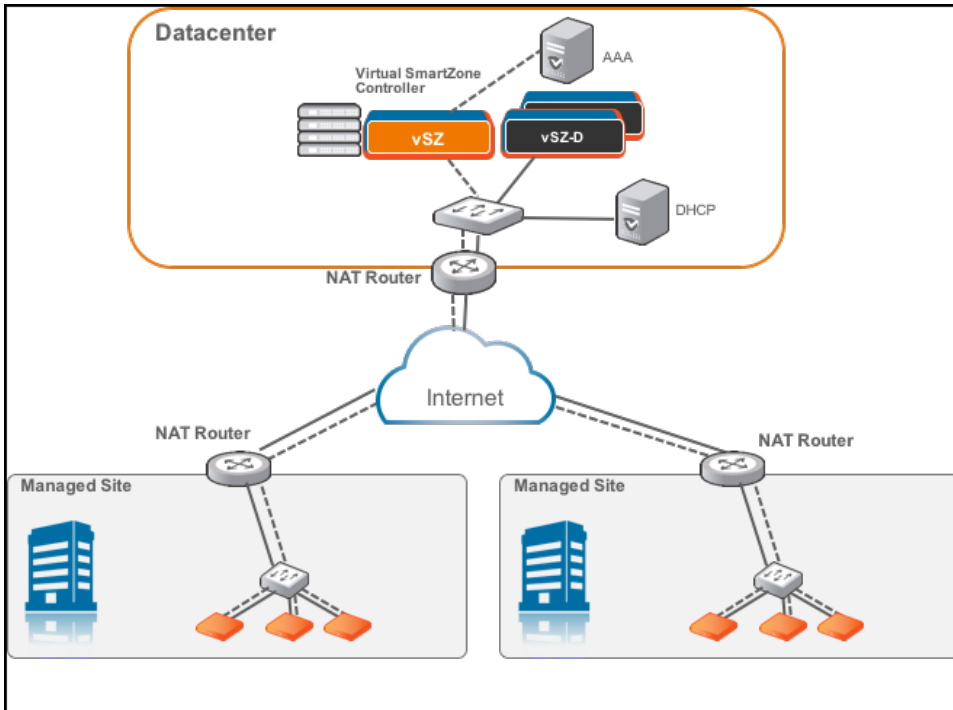 Datacenter
AAA
Virtual SmartZone
Controller
vSZ
vSZ-D
DHCP
NAT Router
Internet
NAT Router
NAT Router
Managed Site
Managed Site